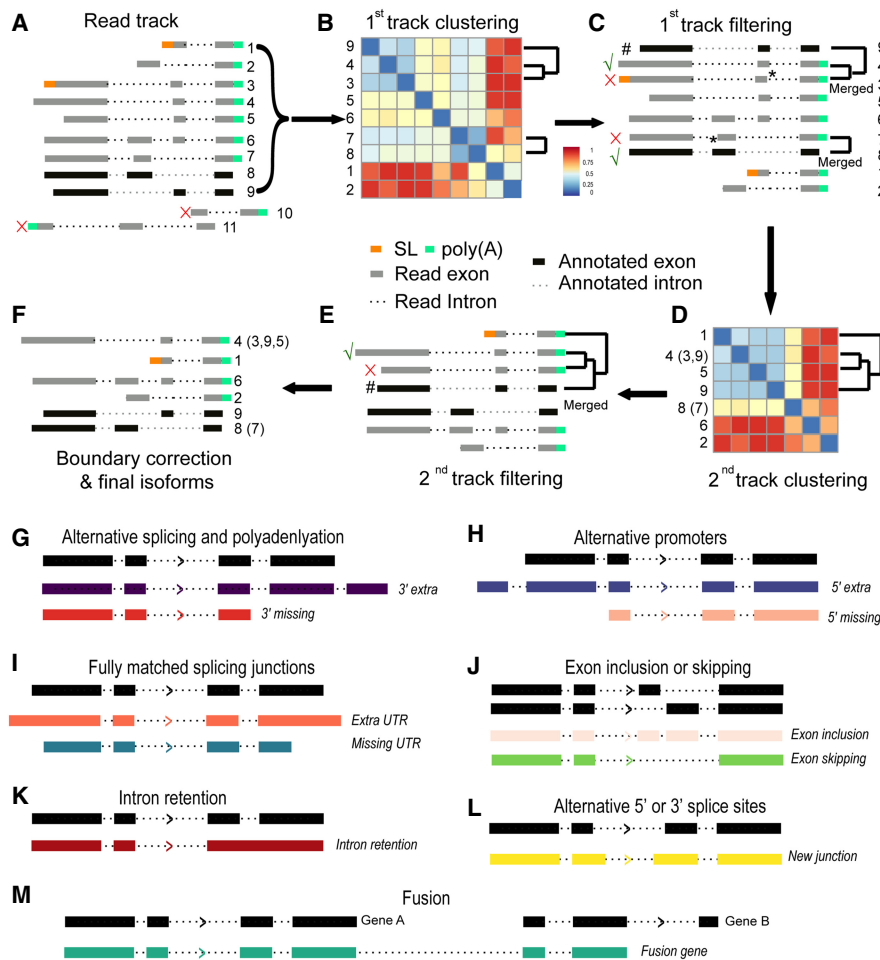 A
Read track
1
2
3
4
5
6
7
8
9
10
11
B
1st track clustering
9
4
3
5
6
7
8
1
2
1
0.75
0.5
0.25
0
C
1st track filtering
#
*
Merged
*
Merged
4
6
SL
poly(A)
Read exon
Read Intron
Annotated exon
Annotated intron
F
4 (3,9,5)
1
6
2
9
8 (7)
Boundary correction
& final isoforms
E
#
Merged
2nd track filtering
D
1
4 (3,9)
5
9
8 (7)
6
2
2nd track clustering
G
Alternative splicing and polyadenlyation
3' extra
3' missing
H
Alternative promoters
5' extra
5' missing
I
Fully matched splicing junctions
Extra UTR
Missing UTR
J
Exon inclusion or skipping
Exon inclusion
Exon skipping
K
Intron retention
Intron retention
L
Alternative 5' or 3' splice sites
New junction
M
Fusion
Gene A
Gene B
Fusion gene